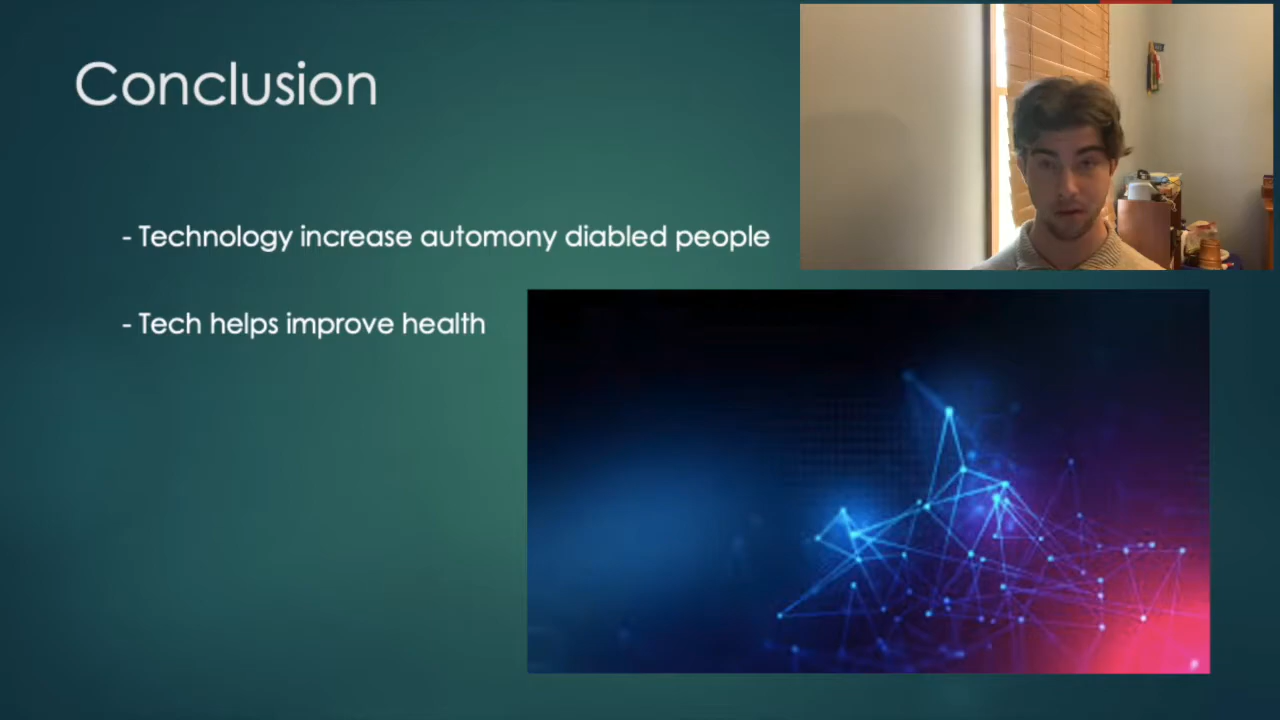 Conclusion
- Technology increase automony diabled people
- Tech helps improve health